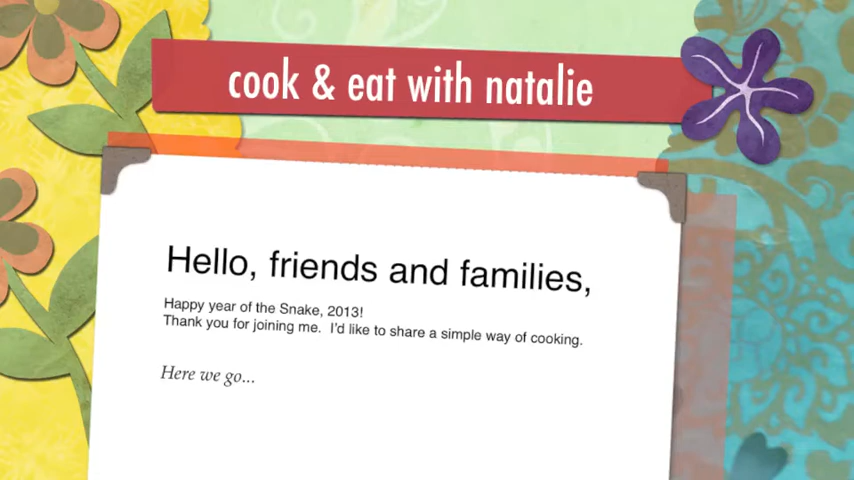 cook & eat with natalie
Hello, friends and families,
Happy year of the Snake, 2013!
Thank you for joining me.  I'd like to share a simple way of cooking.
Here we go...